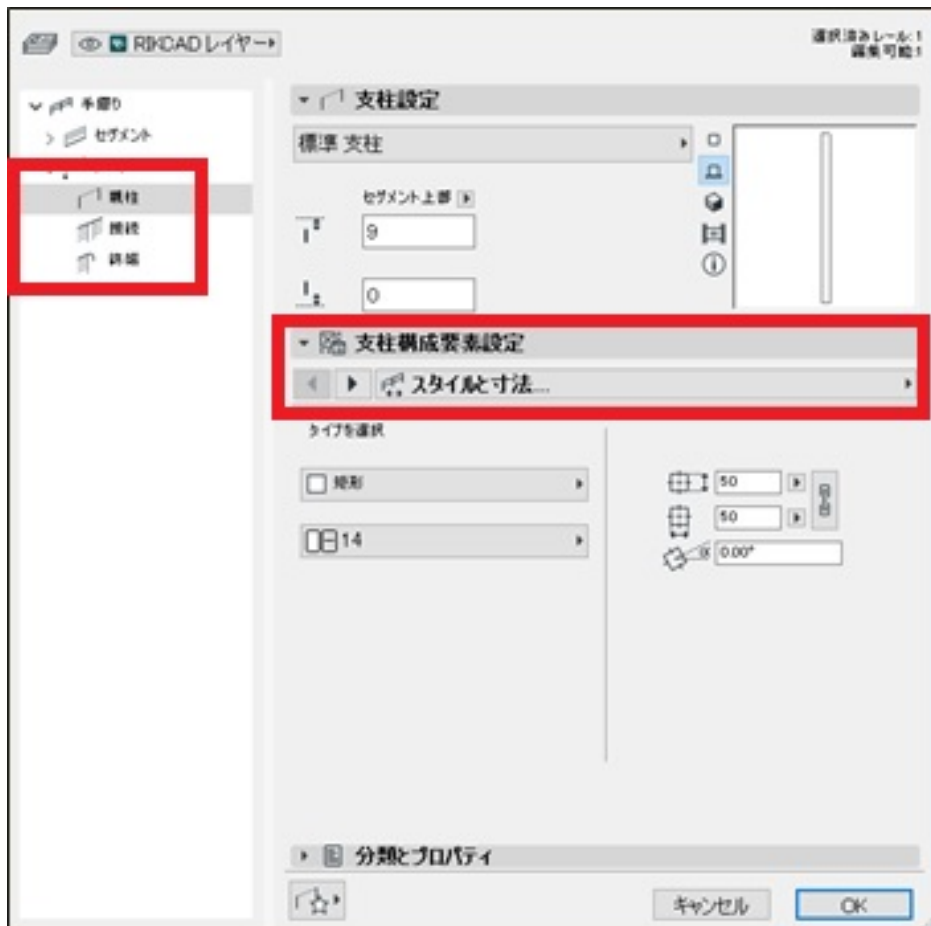 RIKCADレイヤー
選択済みレール:1
編集可能:1
手摺り
セグメント
親柱
接続
終端
支柱設定
標準 支柱
セグメント上部
9
0
支柱構成要素設定
スタイルと寸法...
タイプを選択
矩形
14
50
50
α 0.00°
分類とプロパティ
キャンセル
OK